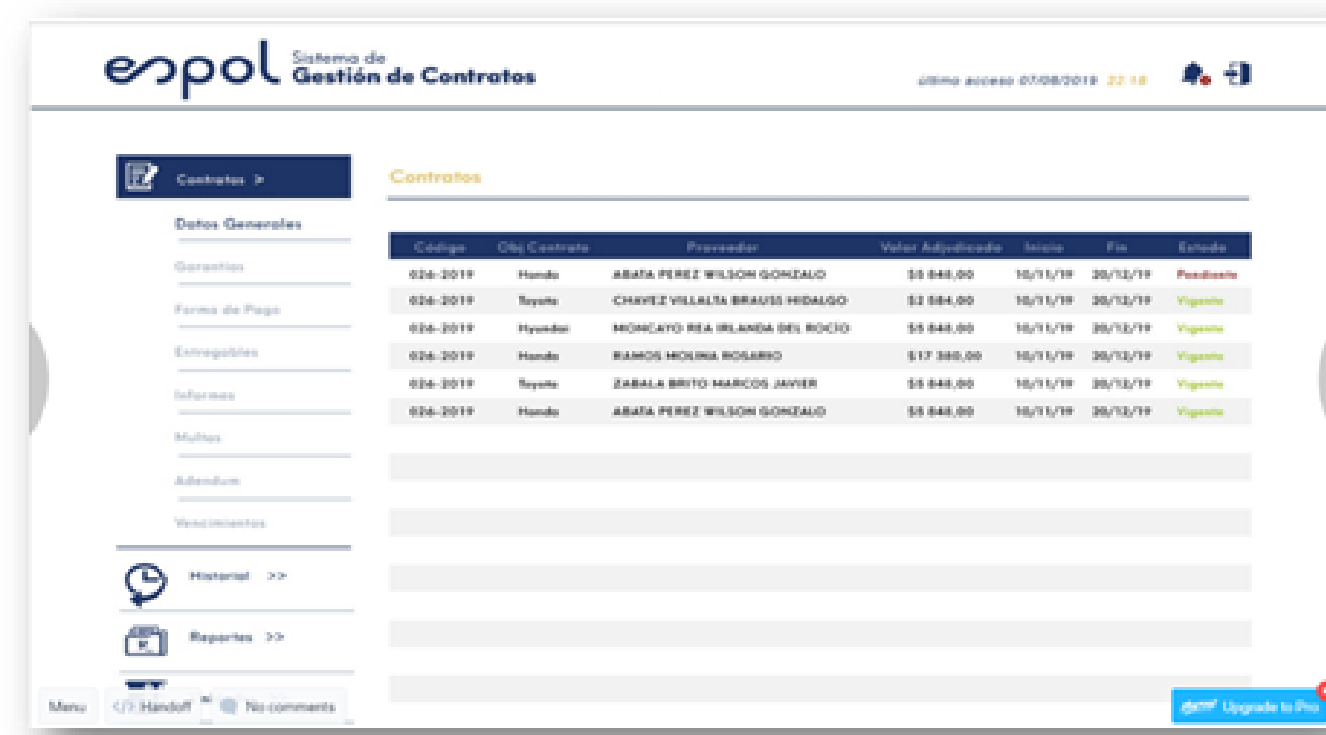 espol Sistema de
Gestión de Contratos
último acceso 07/08/2019 22:18
Contratos >
Datos Generales
Garantías
Forma de Pago
Entregables
Informes
Multas
Adendum
Vencimientos
Historial >>
Reportes >>
Contratos
Código Obj Contrato Proveedor Valor Adjudicado Inicio Fin Estado
026-2019 Honda ABATA PEREZ WILSON GONZALO $5 848,00 10/11/19 20/12/19 Pendiente
026-2019 Toyota CHAVEZ VILLALTA BRAUSS HIDALGO $2 584,00 10/11/19 20/12/19 Vigente
026-2019 Hyundai MONCAYO REA IRLANDA DEL ROCÍO $5 848,00 10/11/19 20/12/19 Vigente
026-2019 Honda RAMOS MOLINA ROSARIO $17 380,00 10/11/19 20/12/19 Vigente
026-2019 Toyota ZABALA BRITO MARCOS JAVIER $5 848,00 10/11/19 20/12/19 Vigente
026-2019 Honda ABATA PEREZ WILSON GONZALO $5 848,00 10/11/19 20/12/19 Vigente
Menu </> Handoff No comments
Upgrade to Pro